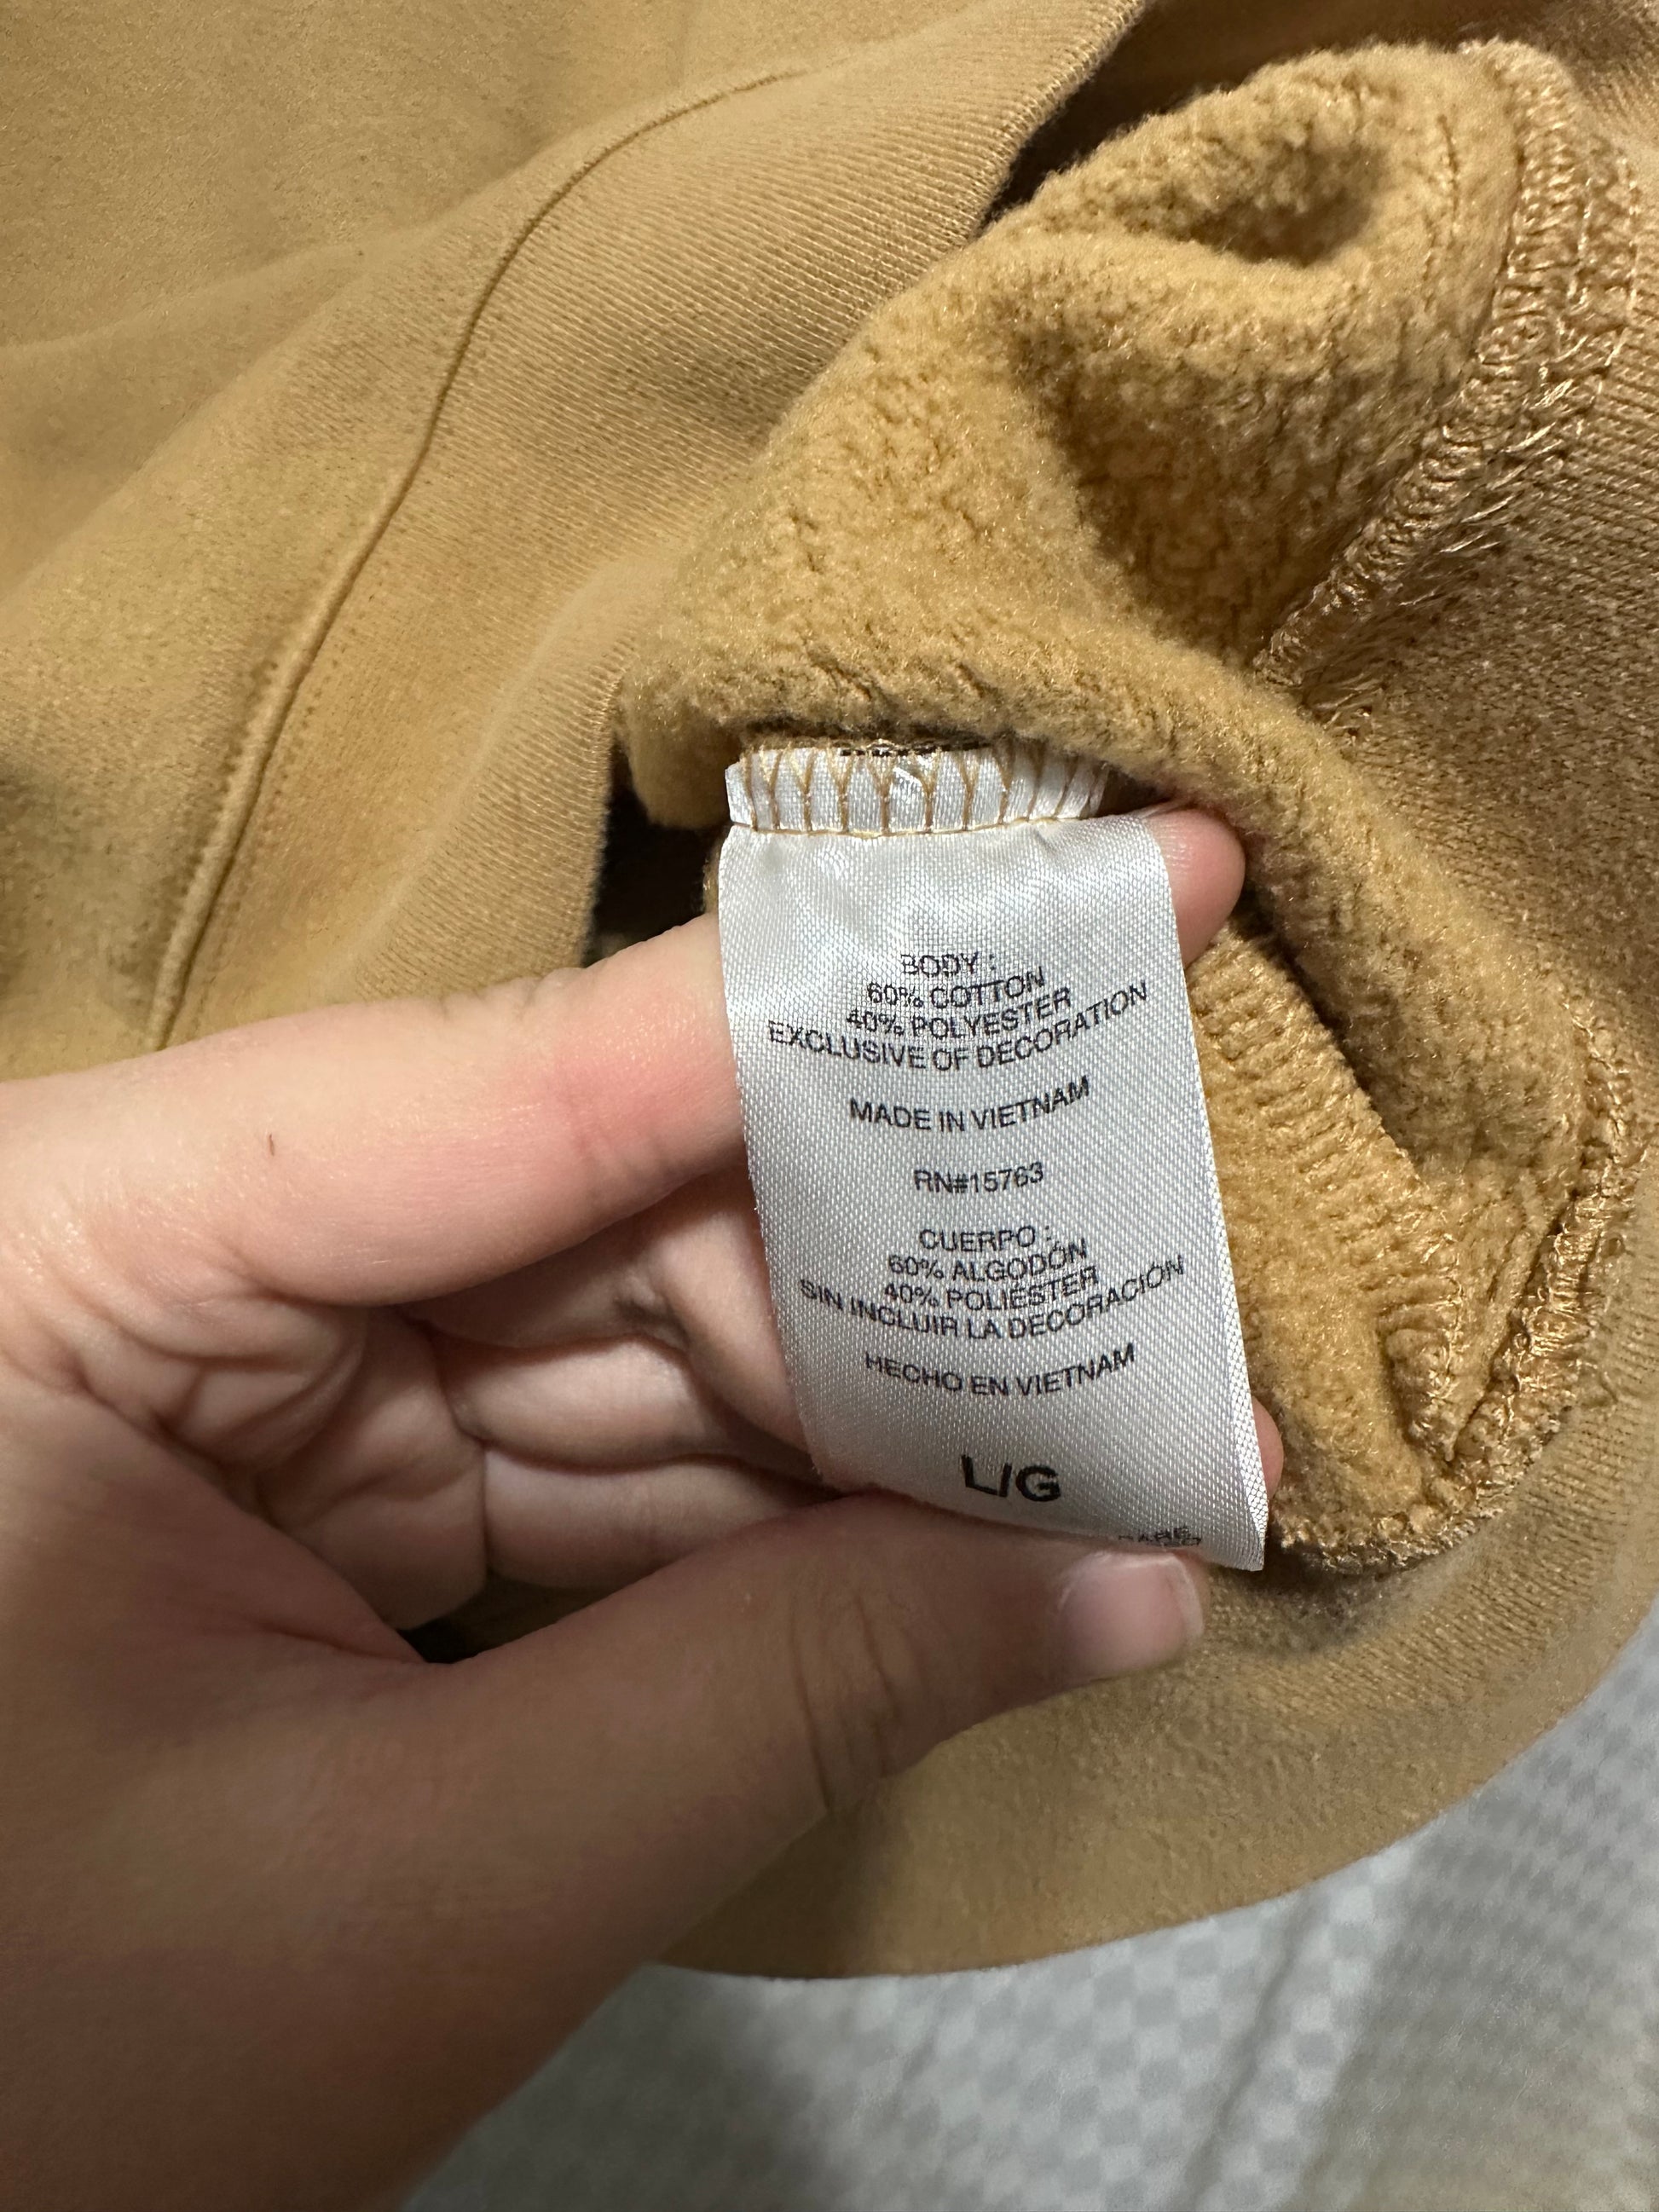 BODY :
60% COTTON
40% POLYESTER
EXCLUSIVE OF DECORATION
MADE IN VIETNAM
RN#15763
CUERPO :
60% ALGODÓN
40% POLIÉSTER
SIN INCLUIR LA DECORACIÓN
HECHO EN VIETNAM
L/G